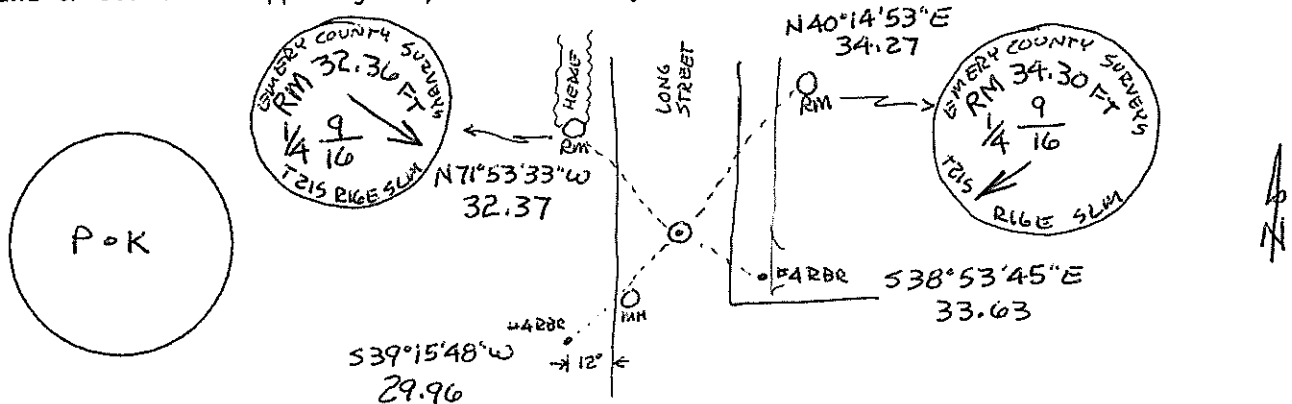 N40°14'53"E
34.27
EMERY COUNTY SURVEYS
RM 32.36 FT
1/4 9/16
T21S R16E SLM
HEDGE
LONG
STREET
RM
N71°53'33"W
32.37
RM
EMERY COUNTY SURVEYS
RM 34.30 FT
1/4 9/16
T21S R16E SLM
P K
#4 RBR
S38°53'45"E
33.63
MH
#4 RBR
12°
S39°15'48"W
29.96
N